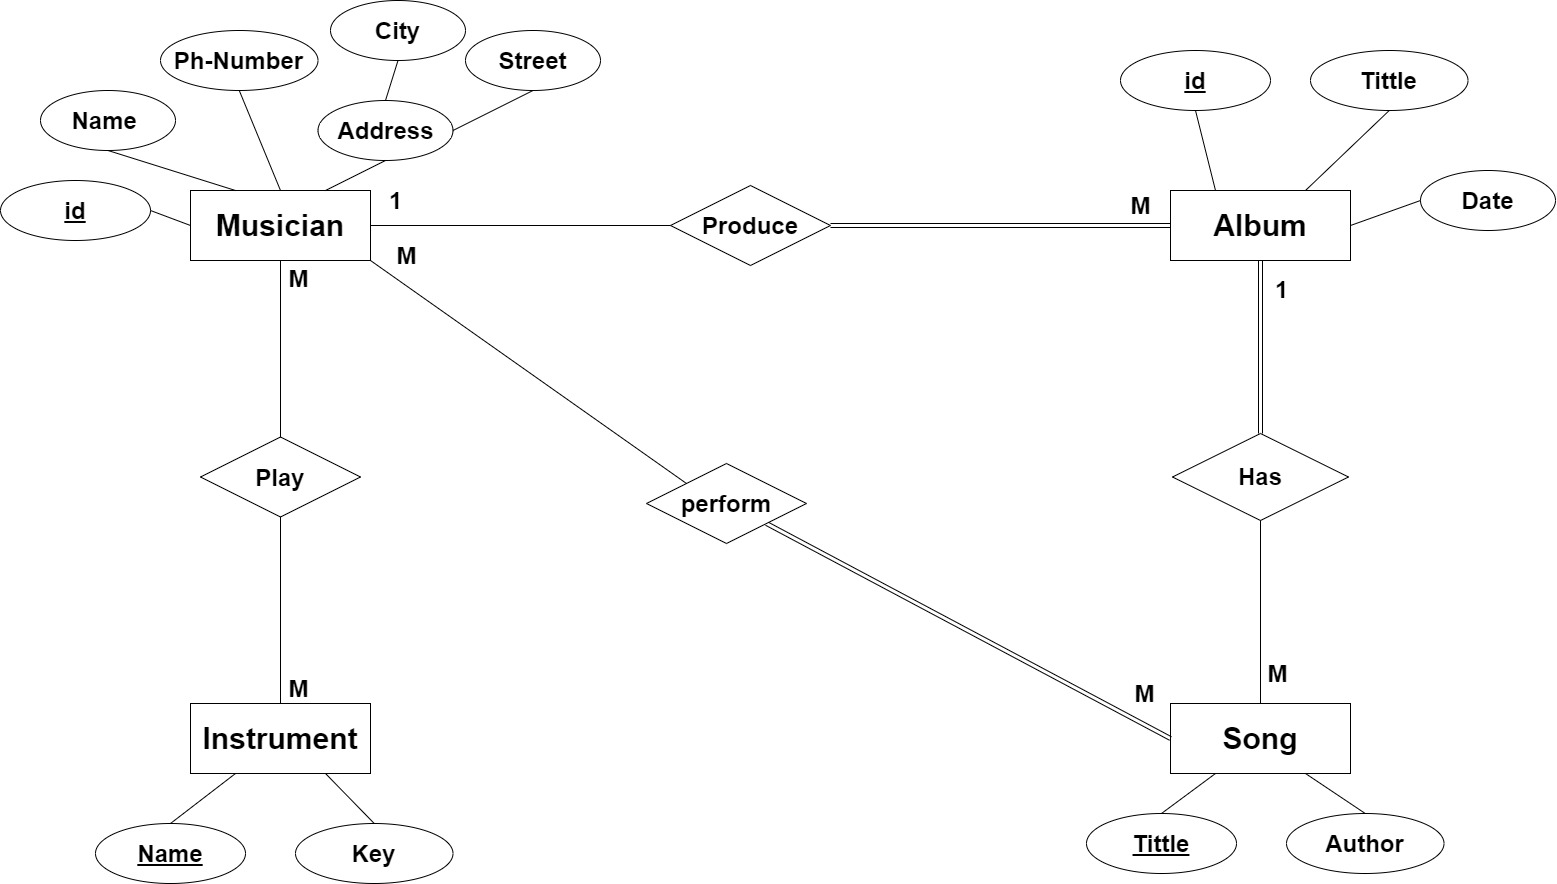 City
Ph-Number
Street
Name
Address
id
Musician
1
M
M
Produce
M
id
Tittle
Date
Album
1
Play
perform
Has
M
Instrument
M
M
Song
Name
Key
Tittle
Author